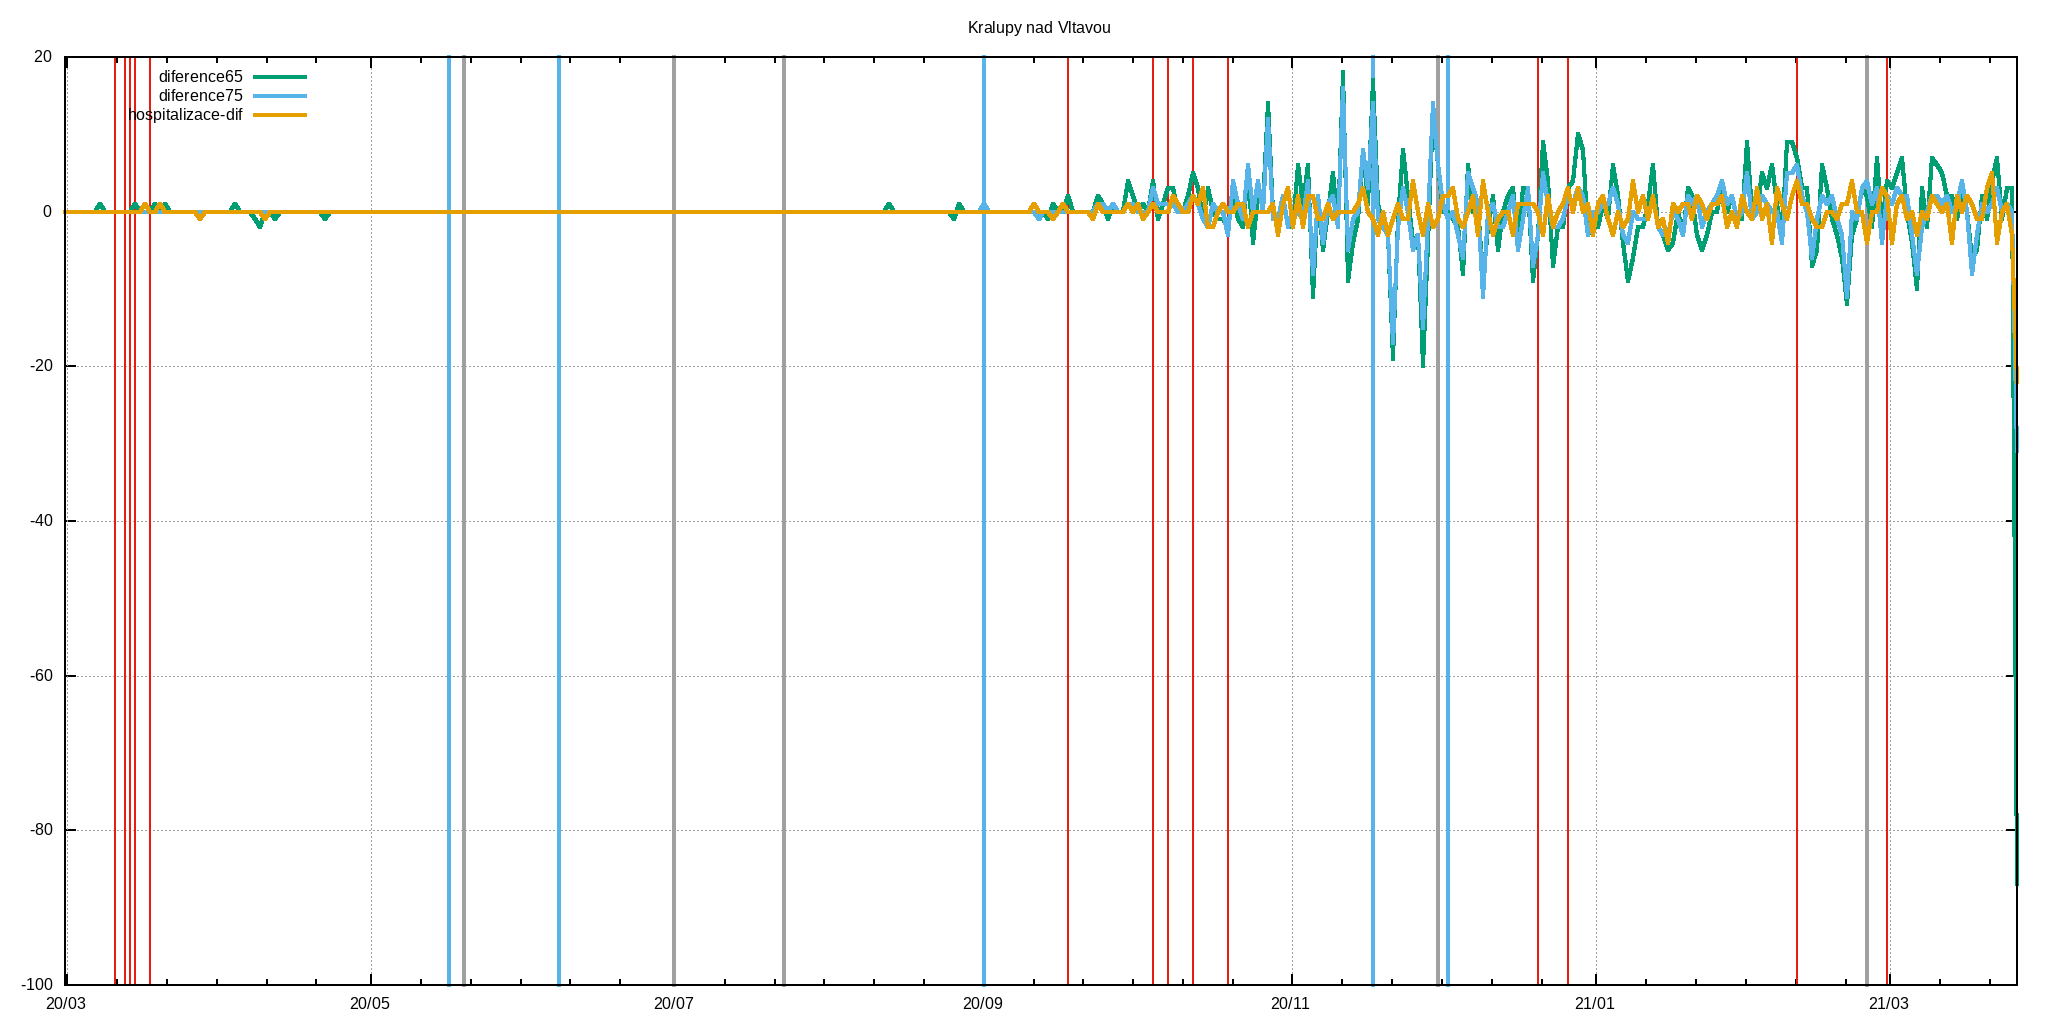 Kralupy nad Vltavou
20
diference65
diference75
hospitalizace-dif
0
-20
-40
-60
-80
-100
20/03 20/05 20/07 20/09 20/11 21/01 21/03